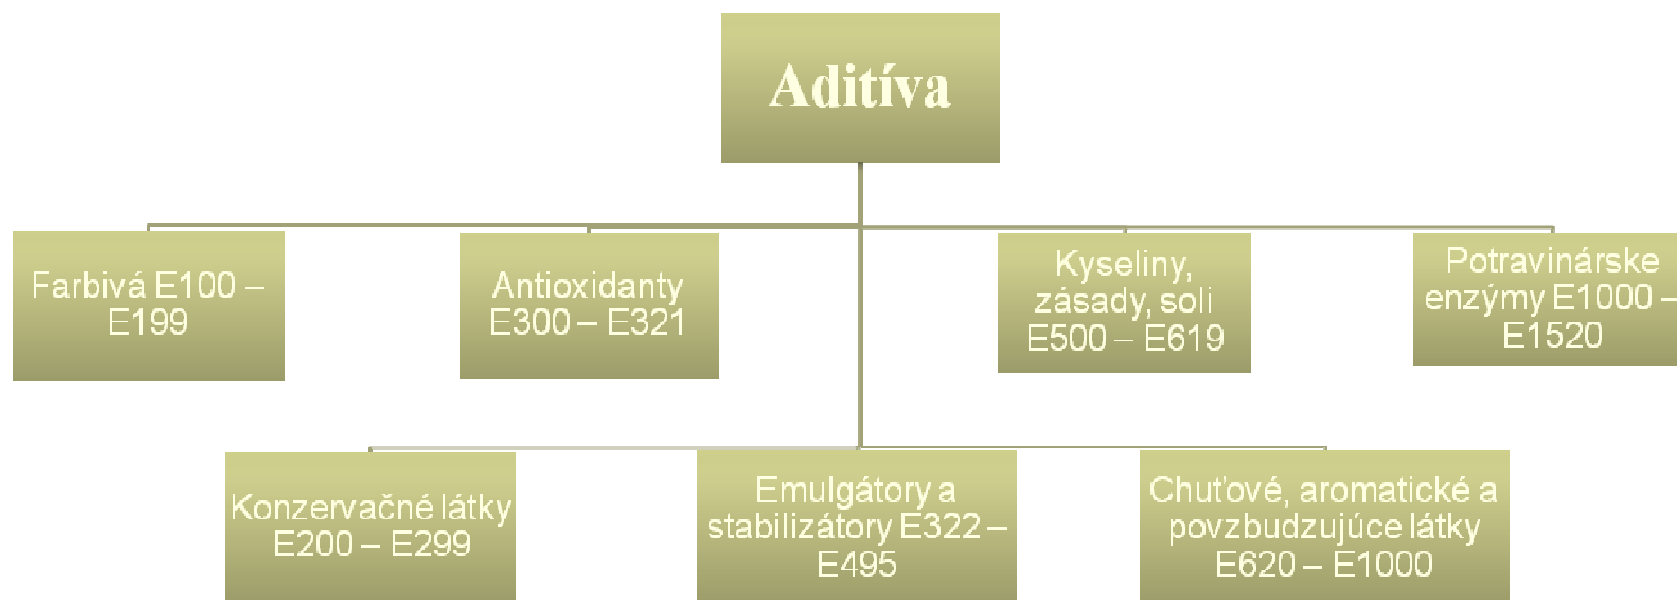 Aditíva
Farbivá E100 –
E199
Antioxidanty
E300 – E321
Kyseliny,
zásady, soli
E500 – E619
Potravinárske
enzýmy E1000 –
E1520
Konzervačné látky
E200 – E299
Emulgátory a
stabilizátory E322 –
E495
Chuťové, aromatické a
povzbudzujúce látky
E620 – E1000